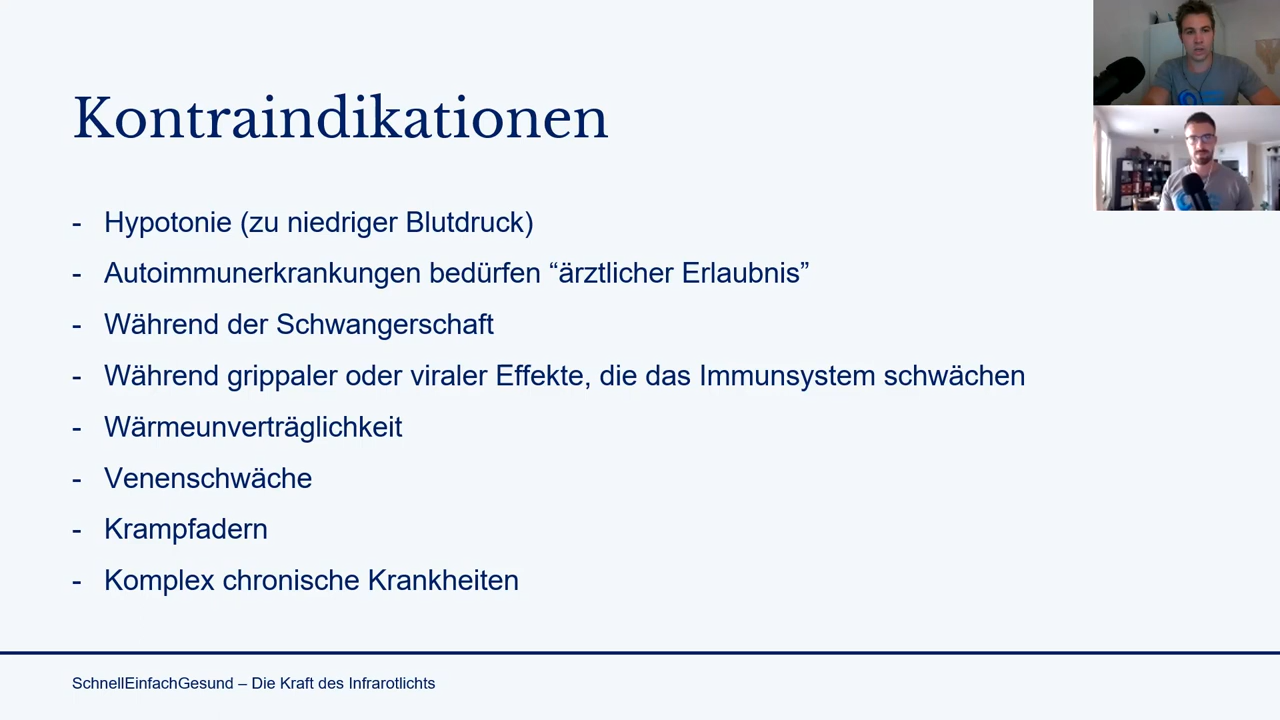 Kontraindikationen
- Hypotonie (zu niedriger Blutdruck)
- Autoimmunerkrankungen bedürfen “ärztlicher Erlaubnis”
- Während der Schwangerschaft
- Während grippaler oder viraler Effekte, die das Immunsystem schwächen
- Wärmeunverträglichkeit
- Venenschwäche
- Krampfadern
- Komplex chronische Krankheiten
SchnellEinfachGesund – Die Kraft des Infrarotlichts